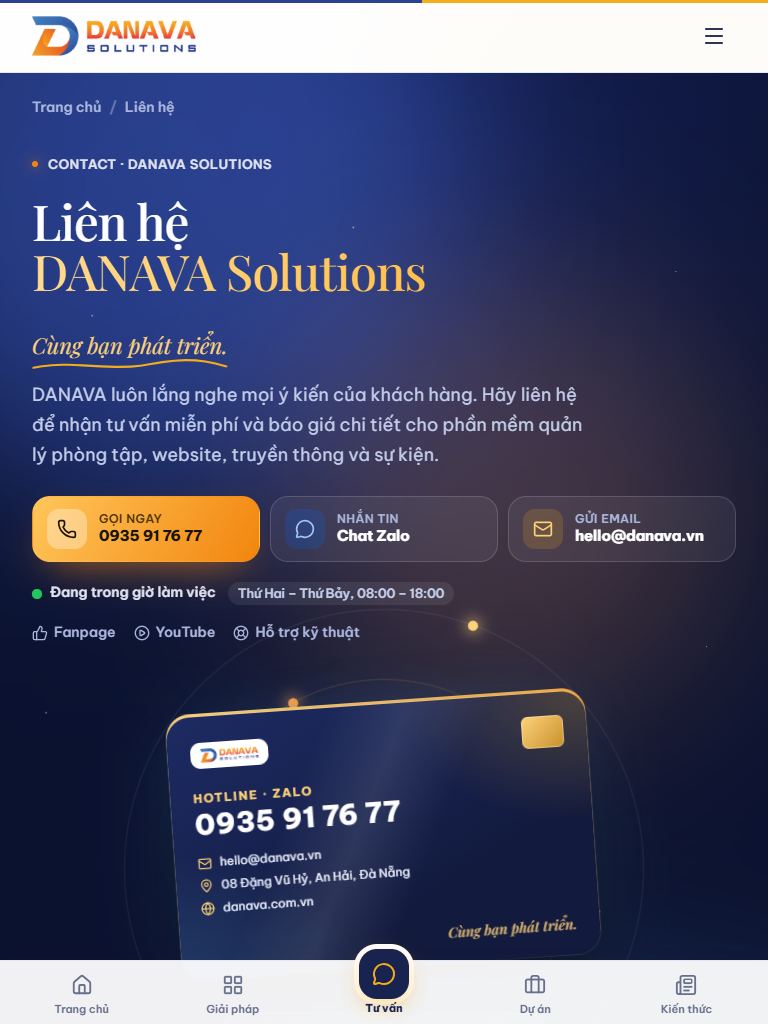 DANAVA
SOLUTIONS
Trang chủ / Liên hệ
CONTACT · DANAVA SOLUTIONS
Liên hệ
DANAVA Solutions
Cùng bạn phát triển.
DANAVA luôn lắng nghe mọi ý kiến của khách hàng. Hãy liên hệ
để nhận tư vấn miễn phí và báo giá chi tiết cho phần mềm quản
lý phòng tập, website, truyền thông và sự kiện.
GỌI NGAY
0935 91 76 77
NHẮN TIN
Chat Zalo
GỬI EMAIL
hello@danava.vn
Đang trong giờ làm việc Thứ Hai – Thứ Bảy, 08:00 – 18:00
Fanpage YouTube Hỗ trợ kỹ thuật
DANAVA
SOLUTIONS
HOTLINE · ZALO
0935 91 76 77
hello@danava.vn
08 Đặng Vũ Hỷ, An Hải, Đà Nẵng
danava.com.vn
Cùng bạn phát triển.
Trang chủ Giải pháp Tư vấn Dự án Kiến thức